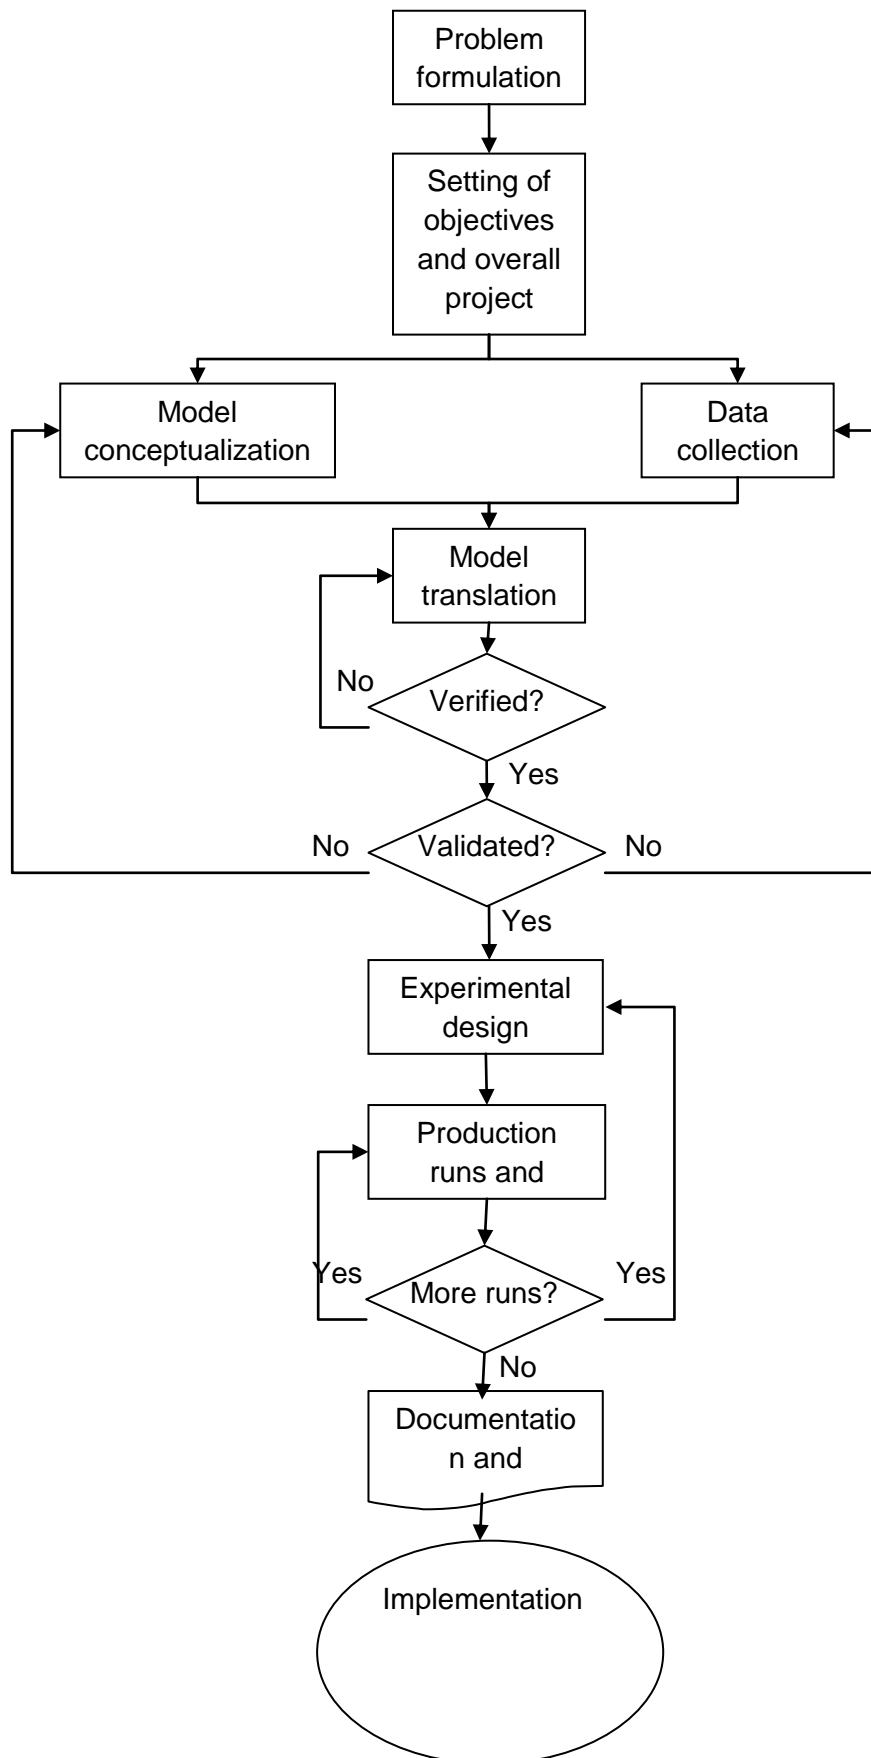 Problem
formulation
Setting of
objectives
and overall
project
Model
conceptualization
Data
collection
Model
translation
No
Verified?
Yes
No
Validated?
No
Yes
Experimental
design
Production
runs and
Yes
More runs?
Yes
No
Documentatio
n and
Implementation